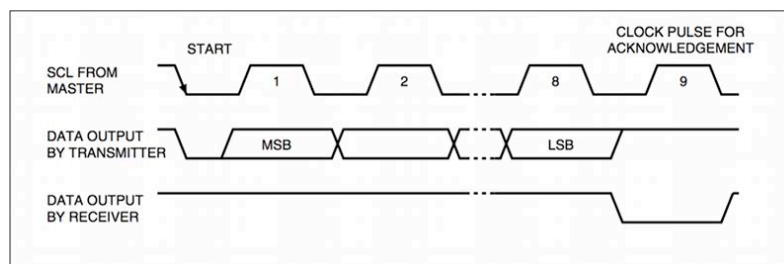 START
CLOCK PULSE FOR
ACKNOWLEDGEMENT
SCL FROM
MASTER
1
2
8
9
DATA OUTPUT
BY TRANSMITTER
MSB
LSB
DATA OUTPUT
BY RECEIVER